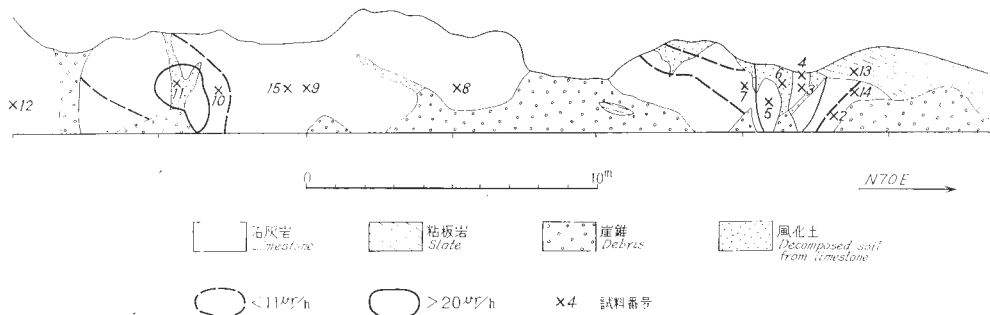 4
×12
×11
×10
15××9
×8
×7
6×
×3
×5
×13
×14
×2
0
10m
N70E
石灰岩
Limestone
粘板岩
Slate
崖錐
Debris
風化土
Decomposed soil
from limestone
<11μr/h
>20μr/h
×4
試料番号